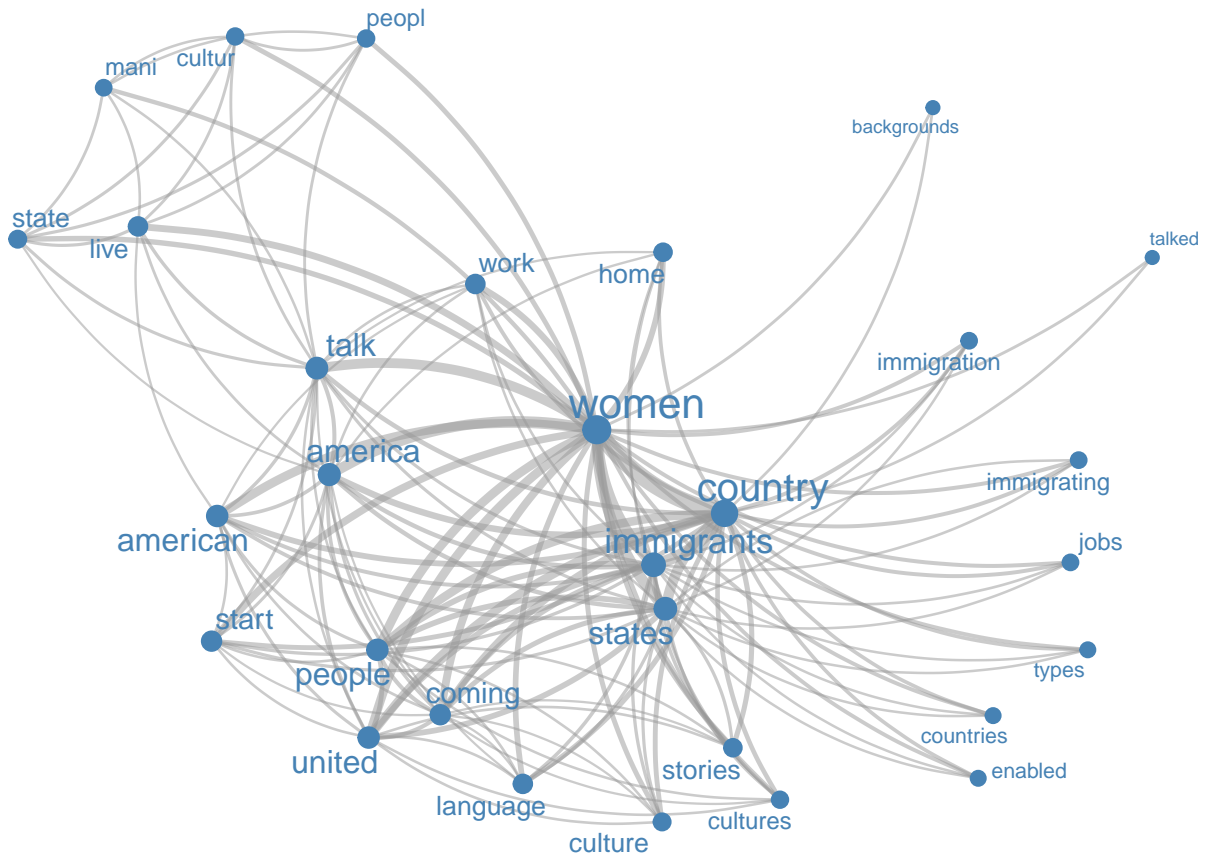 peopl
cultur
mani
backgrounds
state
live
talked
work
home
talk
immigration
women
america
country
immigrating
american
immigrants
jobs
start
states
people
types
coming
countries
united
stories
enabled
language
cultures
culture